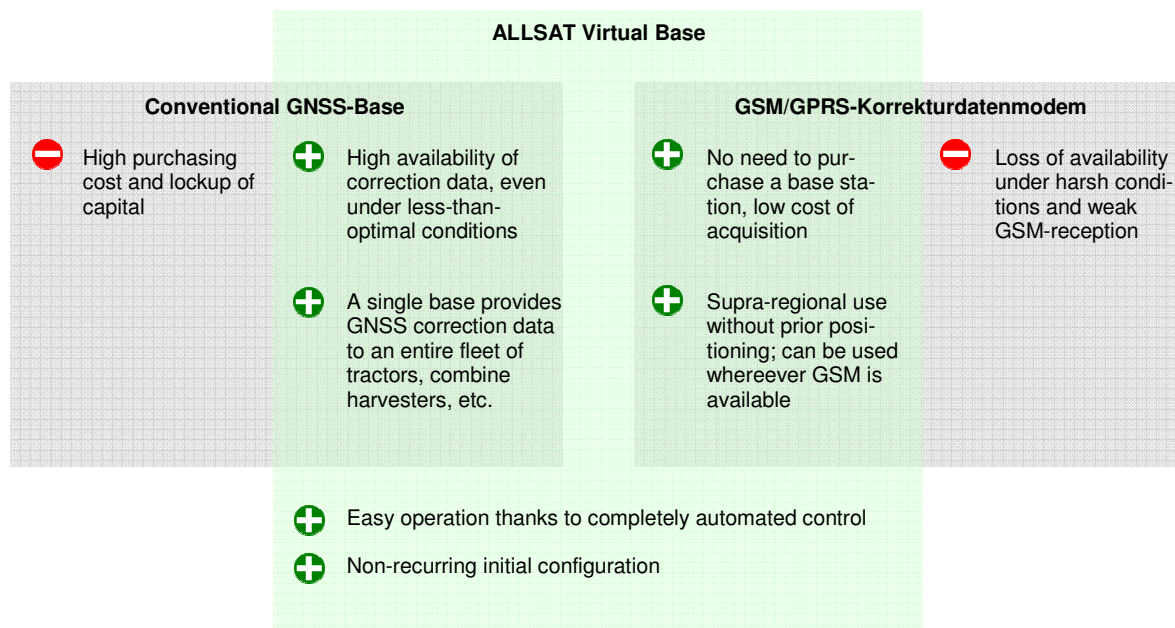 ALLSAT Virtual Base
Conventional GNSS-Base
High purchasing
cost and lockup of
capital
High availability of
correction data, even
under less-than-
optimal conditions
A single base provides
GNSS correction data
to an entire fleet of
tractors, combine
harvesters, etc.
GSM/GPRS-Korrekturdatenmodem
No need to pur-
chase a base sta-
tion, low cost of
acquisition
Supra-regional use
without prior posi-
tioning; can be used
whereever GSM is
available
Loss of availability
under harsh condi-
tions and weak
GSM-reception
Easy operation thanks to completely automated control
Non-recurring initial configuration